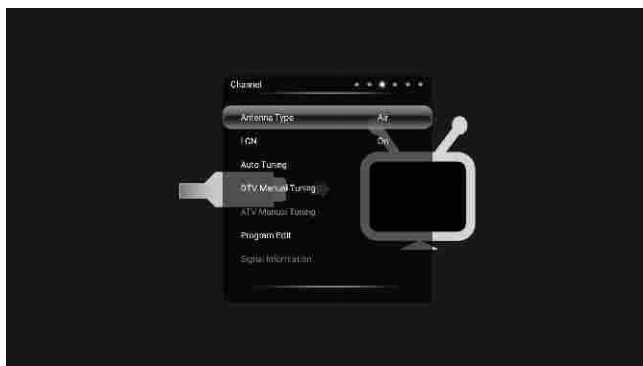 Channel
Antenna Type Air
LCN On
Auto Tuning
DTV Manual Tuning
ATV Manual Tuning
Program Edit
Signal Information